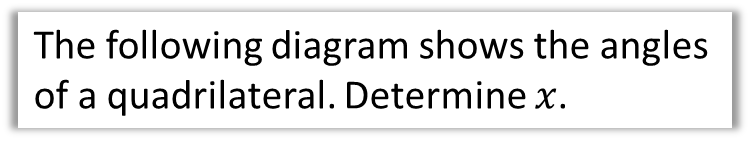 The following diagram shows the angles
of a quadrilateral. Determine 𝑥.